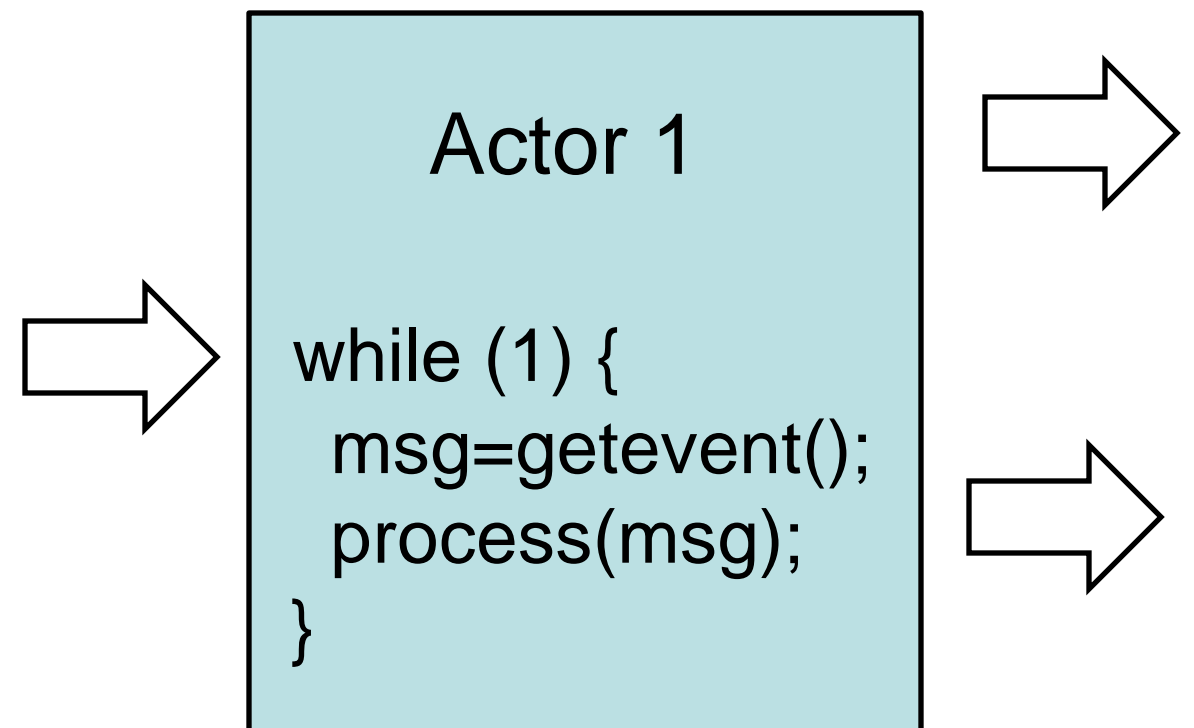 Actor 1
while (1) {
msg=getevent();
process(msg);
}